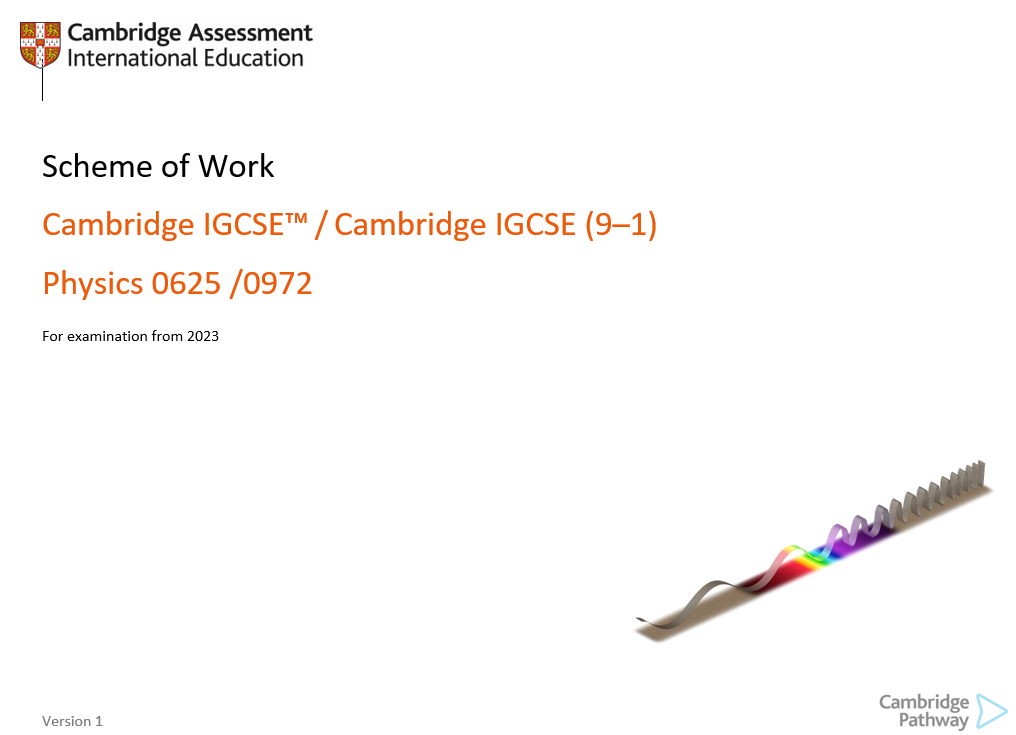 Cambridge Assessment
International Education
Scheme of Work
Cambridge IGCSE™ / Cambridge IGCSE (9–1)
Physics 0625 /0972
For examination from 2023
Version 1
Cambridge
Pathway